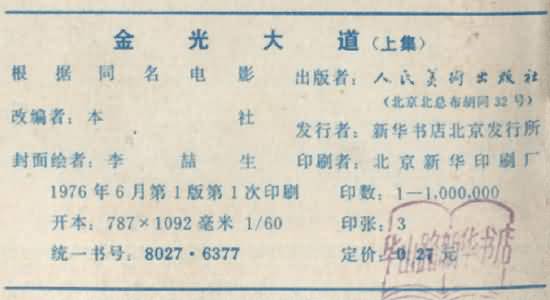 金光大道(上集)
根据同名电影 出版者：人民美术出版社
(北京北总布胡同32号)
改编者：本社 发行者：新华书店北京发行所
封面绘者：李喆生 印刷者：北京新华印刷厂
1976年6月第1版第1次印刷 印数：1—1,000,000
开本：787×1092毫米 1/60 印张：3
统一书号：8027·6377 定价：0.27元